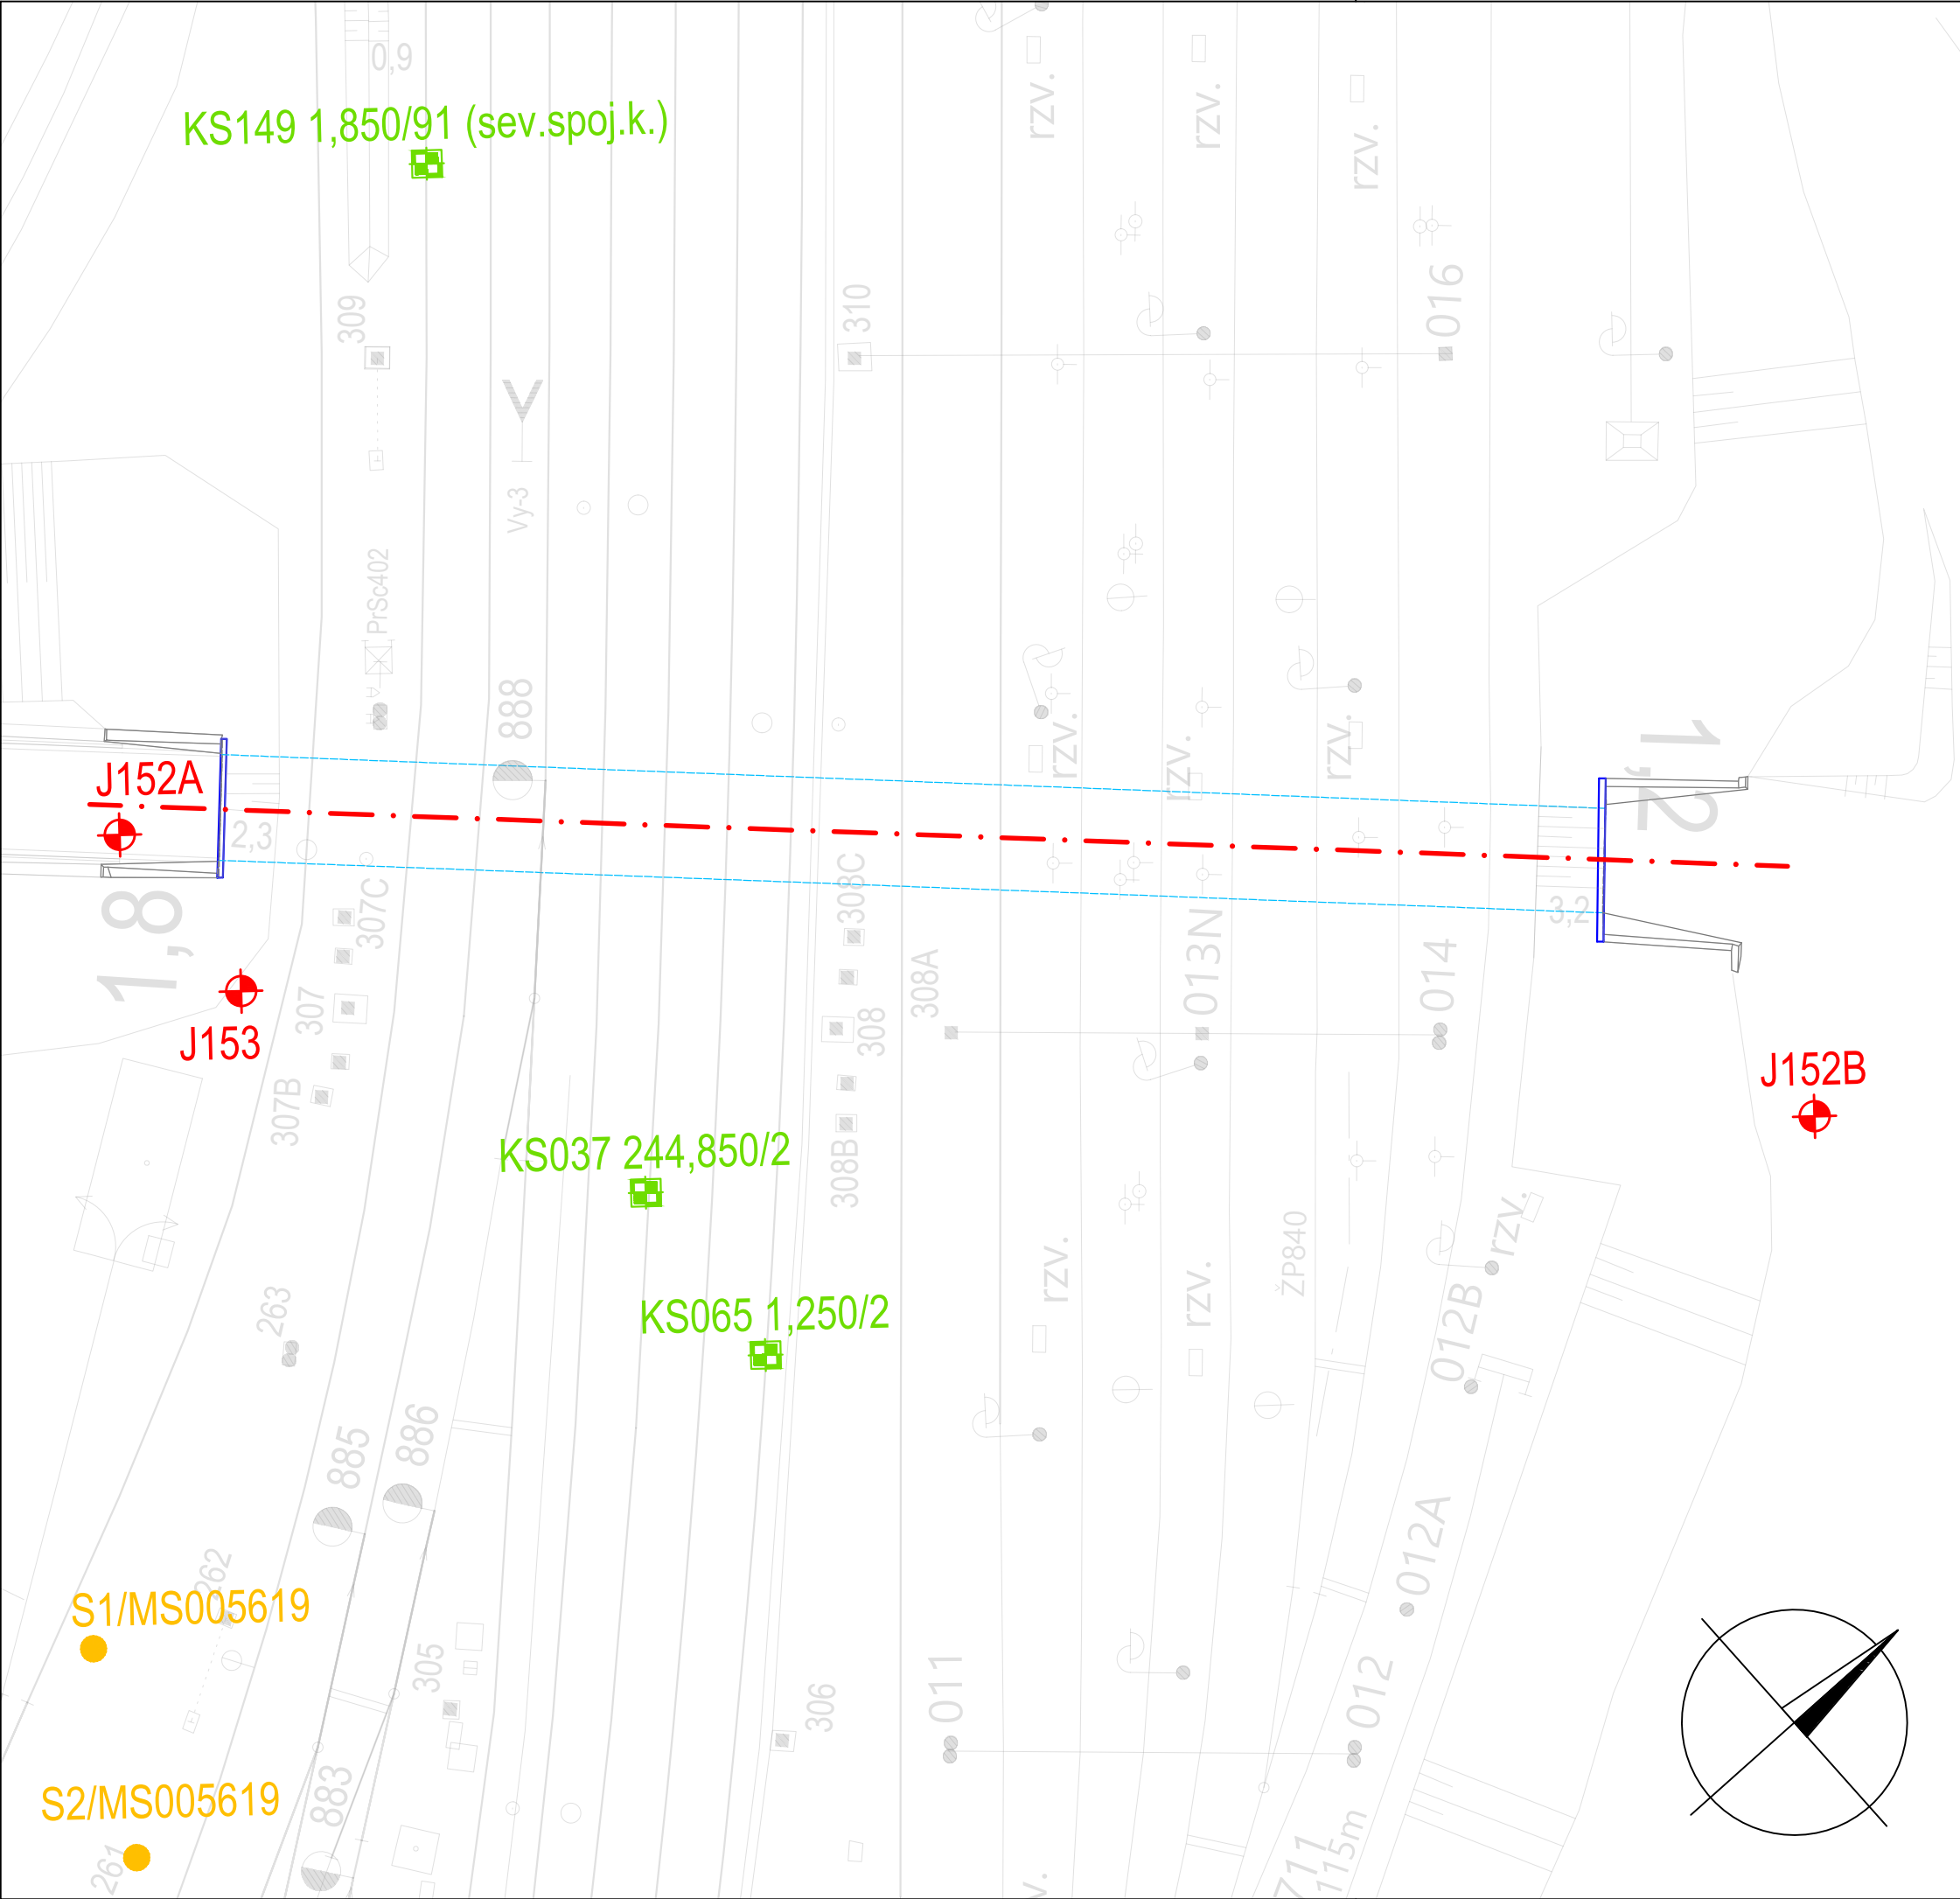 0,9
KS149 1,850/91 (sev.spoj.k.)
rzv.
rzv.
rzv.
309
310
016
Vy-3
PrSc402
888
rzv.
rzv.
rzv.
1,2
J152A
2,3
1,8
307C
308C
308A
013N
014
3,2
307
308
J153
J152B
307B
308B
KS037 244,850/2
rzv.
rzv.
ŽP840
rzv.
263
KS065 1,250/2
012B
885
886
012A
262
S1/MS005619
305
306
011
012
S2/MS005619
883
261
711
115m
v.